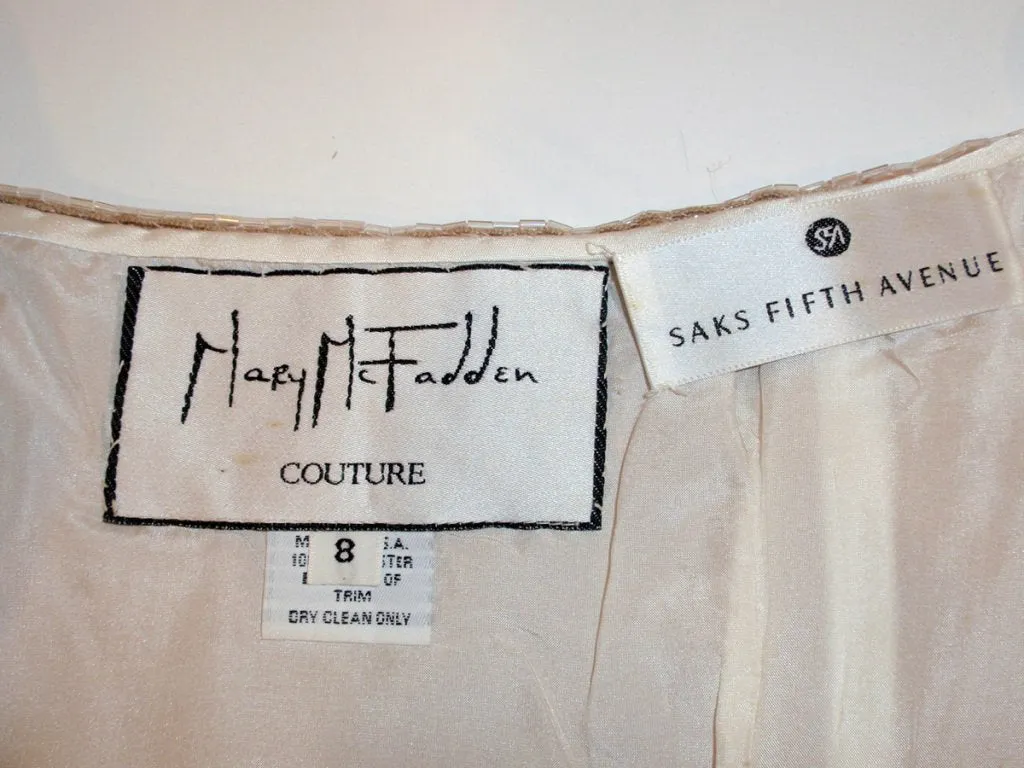 Mary McFadden
COUTURE
8
TRIM
DRY CLEAN ONLY
SFA
SAKS FIFTH AVENUE